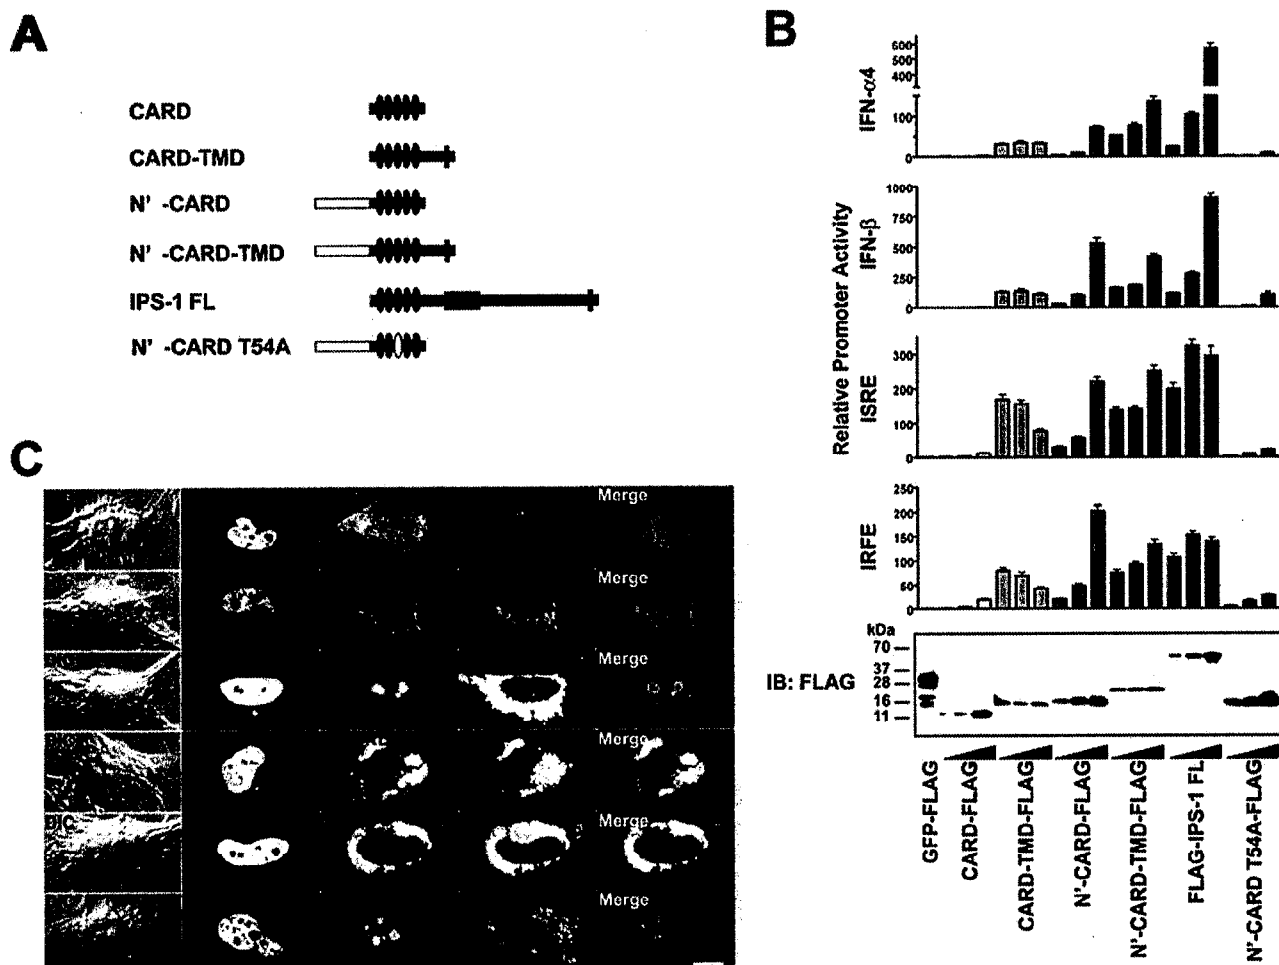 A
CARD
CARD-TMD
N' -CARD
N' -CARD-TMD
IPS-1 FL
N' -CARD T54A
B
Relative Promoter Activity
IFN-α4
600
500
400
100
0
IFN-β
1000
750
500
250
0
ISRE
300
200
100
0
IRFE
250
200
150
100
50
0
kDa
70
37
28
16
11
IB: FLAG
GFP-FLAG
CARD-FLAG
CARD-TMD-FLAG
N'-CARD-FLAG
N'-CARD-TMD-FLAG
FLAG-IPS-1 FL
N'-CARD T54A-FLAG
C
Merge
Merge
Merge
Merge
DIC
Merge
Merge